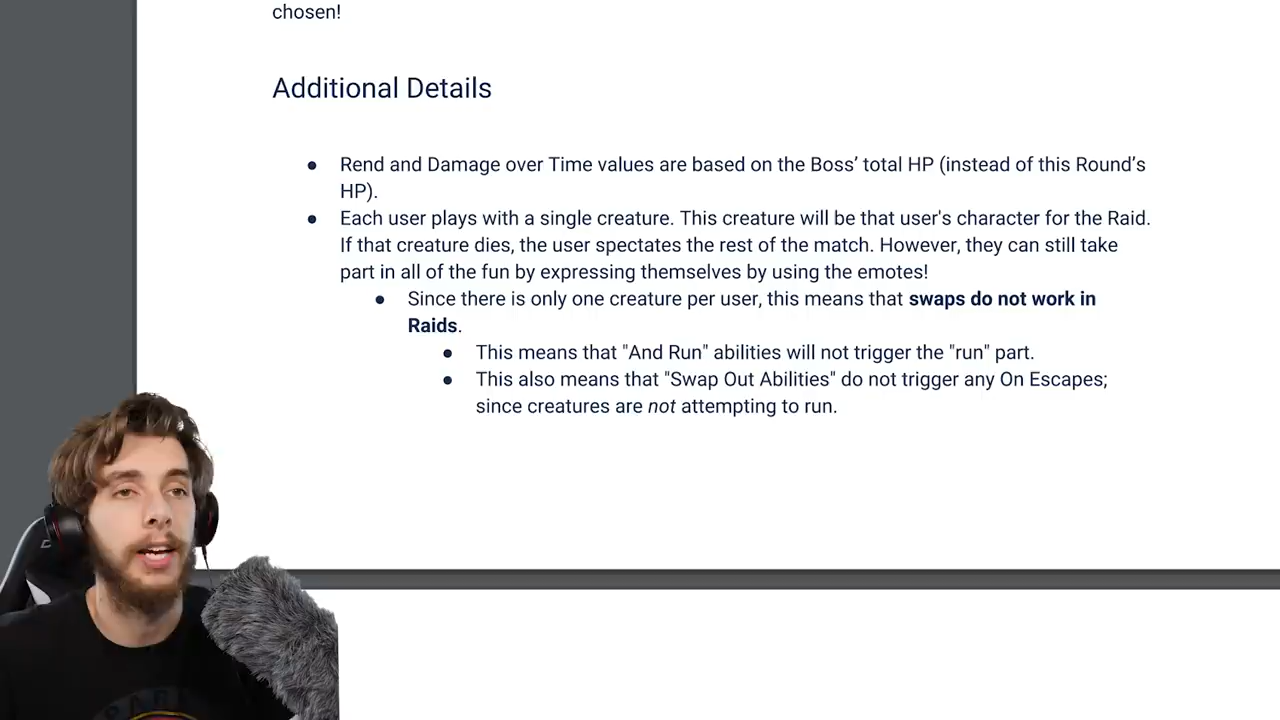 chosen!
Additional Details
● Rend and Damage over Time values are based on the Boss’ total HP (instead of this Round’s
HP).
● Each user plays with a single creature. This creature will be that user's character for the Raid.
If that creature dies, the user spectates the rest of the match. However, they can still take
part in all of the fun by expressing themselves by using the emotes!
● Since there is only one creature per user, this means that swaps do not work in
Raids.
● This means that "And Run" abilities will not trigger the "run" part.
● This also means that "Swap Out Abilities" do not trigger any On Escapes;
since creatures are not attempting to run.